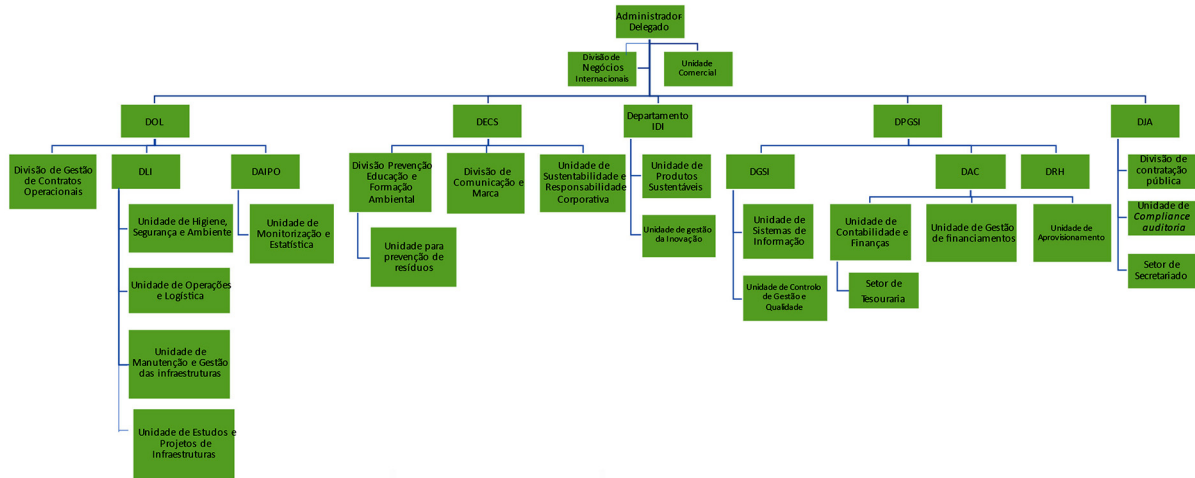 Administrador
Delegado
Divisão de
Negócios
Internacionais
Unidade
Comercial
DOL
DECS
Departamento
IDI
DPGSI
DJA
Divisão de Gestão
de Contratos
Operacionais
DLI
DAIPO
Divisão Prevenção
Educação e
Formação
Ambiental
Divisão de
Comunicação e
Marca
Unidade de
Sustentabilidade e
Responsabilidade
Corporativa
Unidade de
Produtos
Sustentáveis
DGSI
DAC
DRH
Divisão de
contratação
pública
Unidade de Higiene,
Segurança e Ambiente
Unidade de
Monitorização e
Estatística
Unidade para
prevenção de
resíduos
Unidade de gestão
da Inovação
Unidade de
Sistemas de
Informação
Unidade de
Contabilidade e
Finanças
Unidade de Gestão
de financiamentos
Unidade de
Aprovisionamento
Unidade de
Compliance
auditoria
Unidade de Operações
e Logística
Unidade de Controlo
de Gestão e
Qualidade
Setor de
Tesouraria
Setor de
Secretariado
Unidade de
Manutenção e Gestão
das infraestruturas
Unidade de Estudos e
Projetos de
Infraestruturas